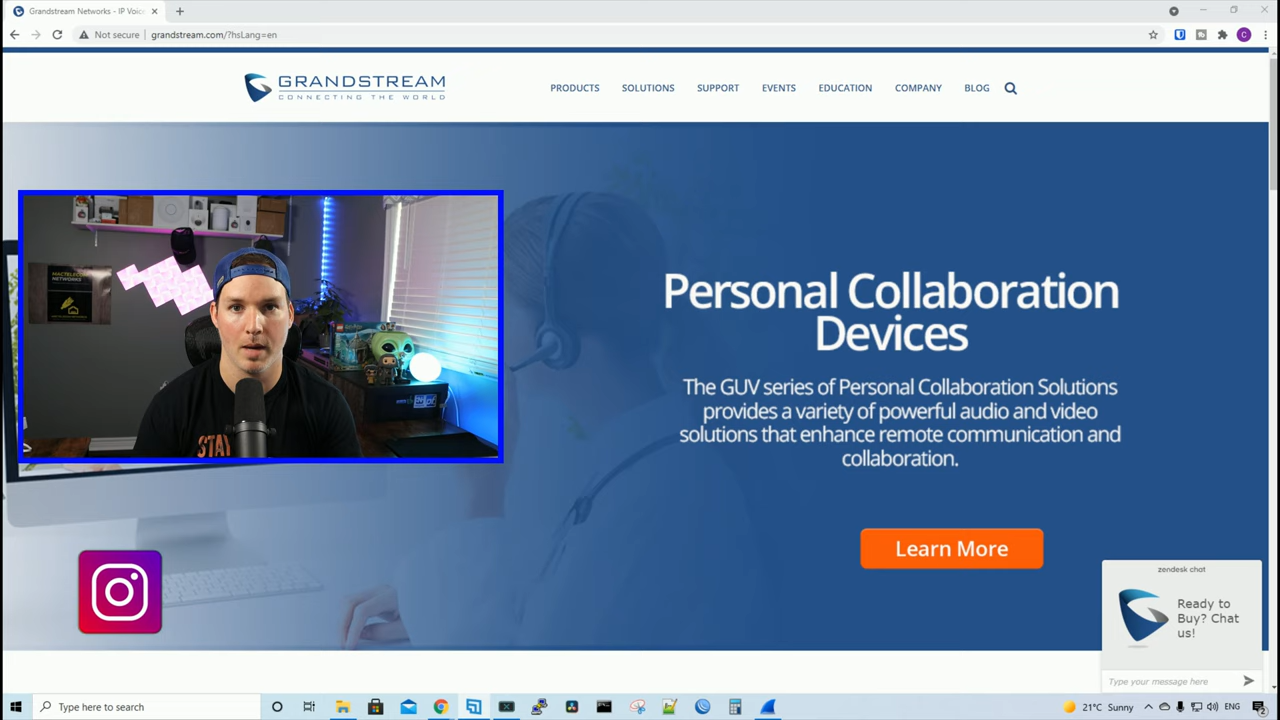 Grandstream Networks - IP Voice
Not secure
grandstream.com/?hsLang=en
GRANDSTREAM
CONNECTING THE WORLD
PRODUCTS
SOLUTIONS
SUPPORT
EVENTS
EDUCATION
COMPANY
BLOG
MACTELECOM
NETWORKS
STAY
Personal Collaboration
Devices
The GUV series of Personal Collaboration Solutions
provides a variety of powerful audio and video
solutions that enhance remote communication and
collaboration.
Learn More
zendesk chat
Ready to
Buy? Chat
us!
Type your message here
Type here to search
21°C Sunny
ENG